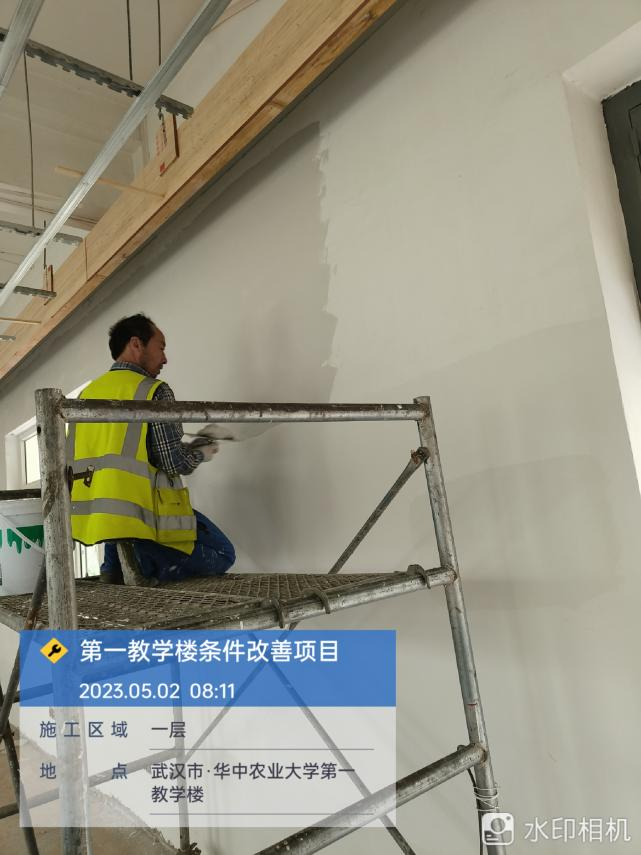 第一教学楼条件改善项目
2023.05.02 08:11
施工区域 一层
地点 武汉市·华中农业大学第一
教学楼
水印相机